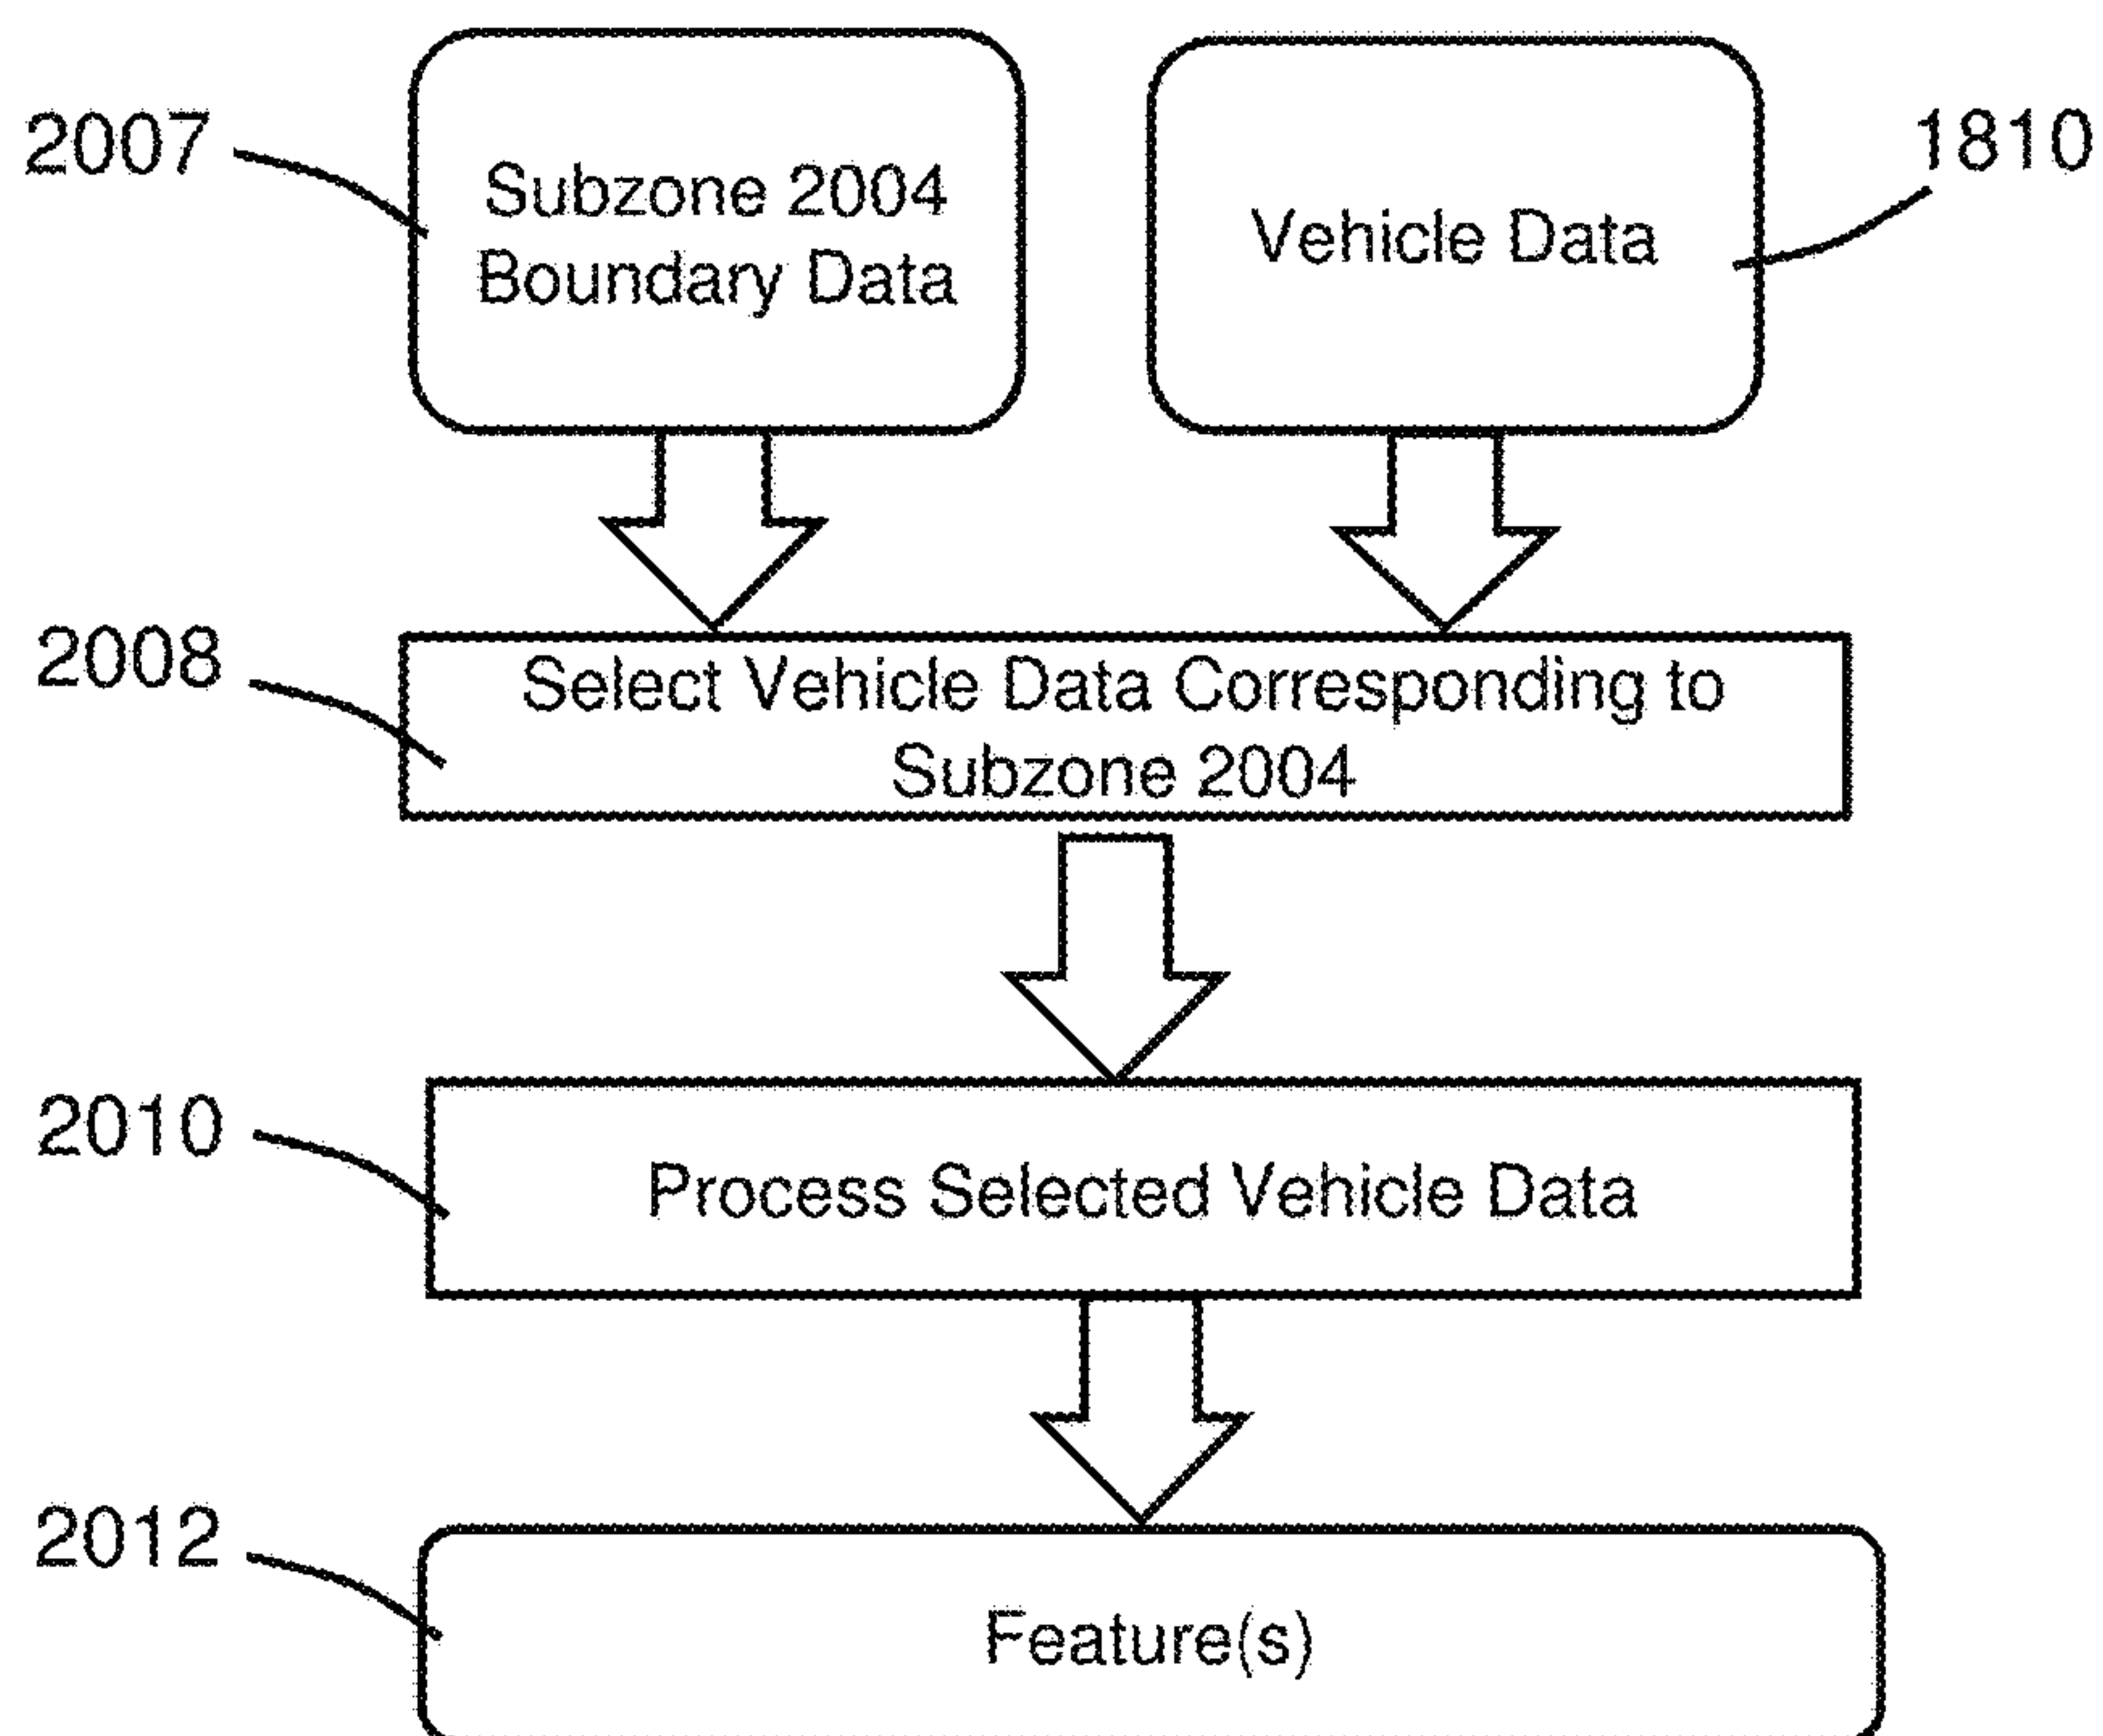 2007
Subzone 2004
Boundary Data
Vehicle Data
1810
2008
Select Vehicle Data Corresponding to
Subzone 2004
2010
Process Selected Vehicle Data
2012
Feature(s)